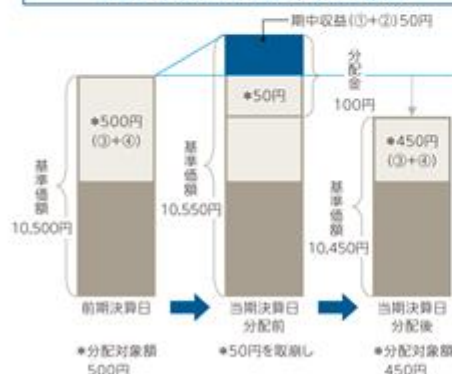 期中収益(①+②)50円
*50円
分配金
100円
*500円
(③+④)
*450円
(③+④)
基準価額
10,500円
基準価額
10,550円
基準価額
10,450円
前期決算日
当期決算日
分配前
当期決算日
分配後
*分配対象額
500円
*50円を取崩し
*分配対象額
450円